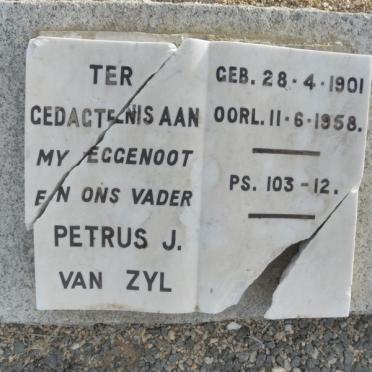 TER
GEDAGTENIS AAN
MY EGGENOOT
EN ONS VADER
PETRUS J.
VAN ZYL
GEB. 28·4·1901
OORL. 11·6·1958.
PS. 103-12.